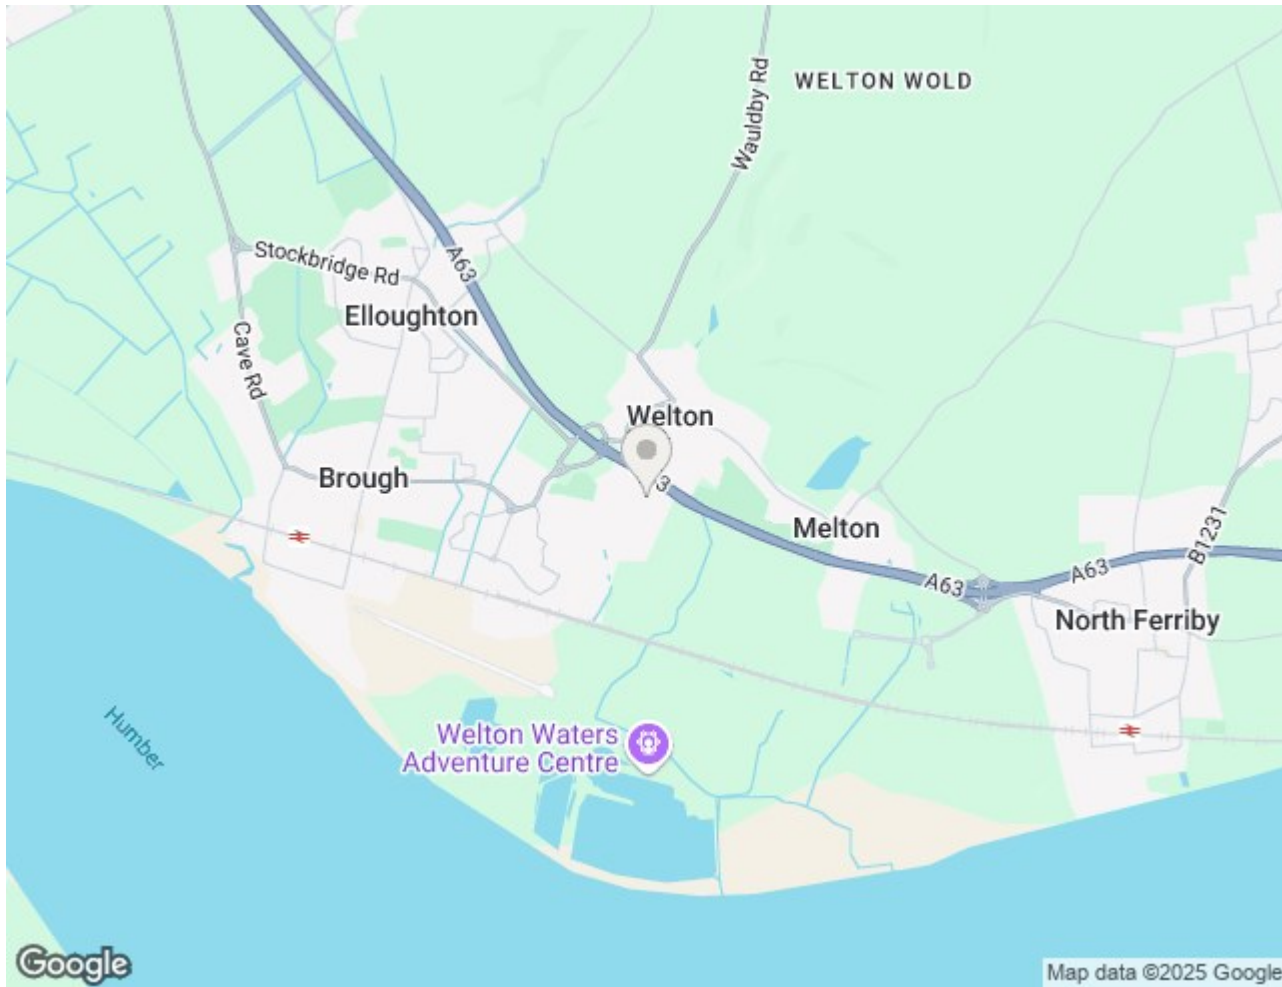 WELTON WOLD
Wauldby Rd
A63
Stockbridge Rd
Elloughton
Cave Rd
Welton
3
Brough
Melton
B1231
A63
A63
North Ferriby
Humber
Welton Waters
Adventure Centre
Google
Map data ©2025 Google